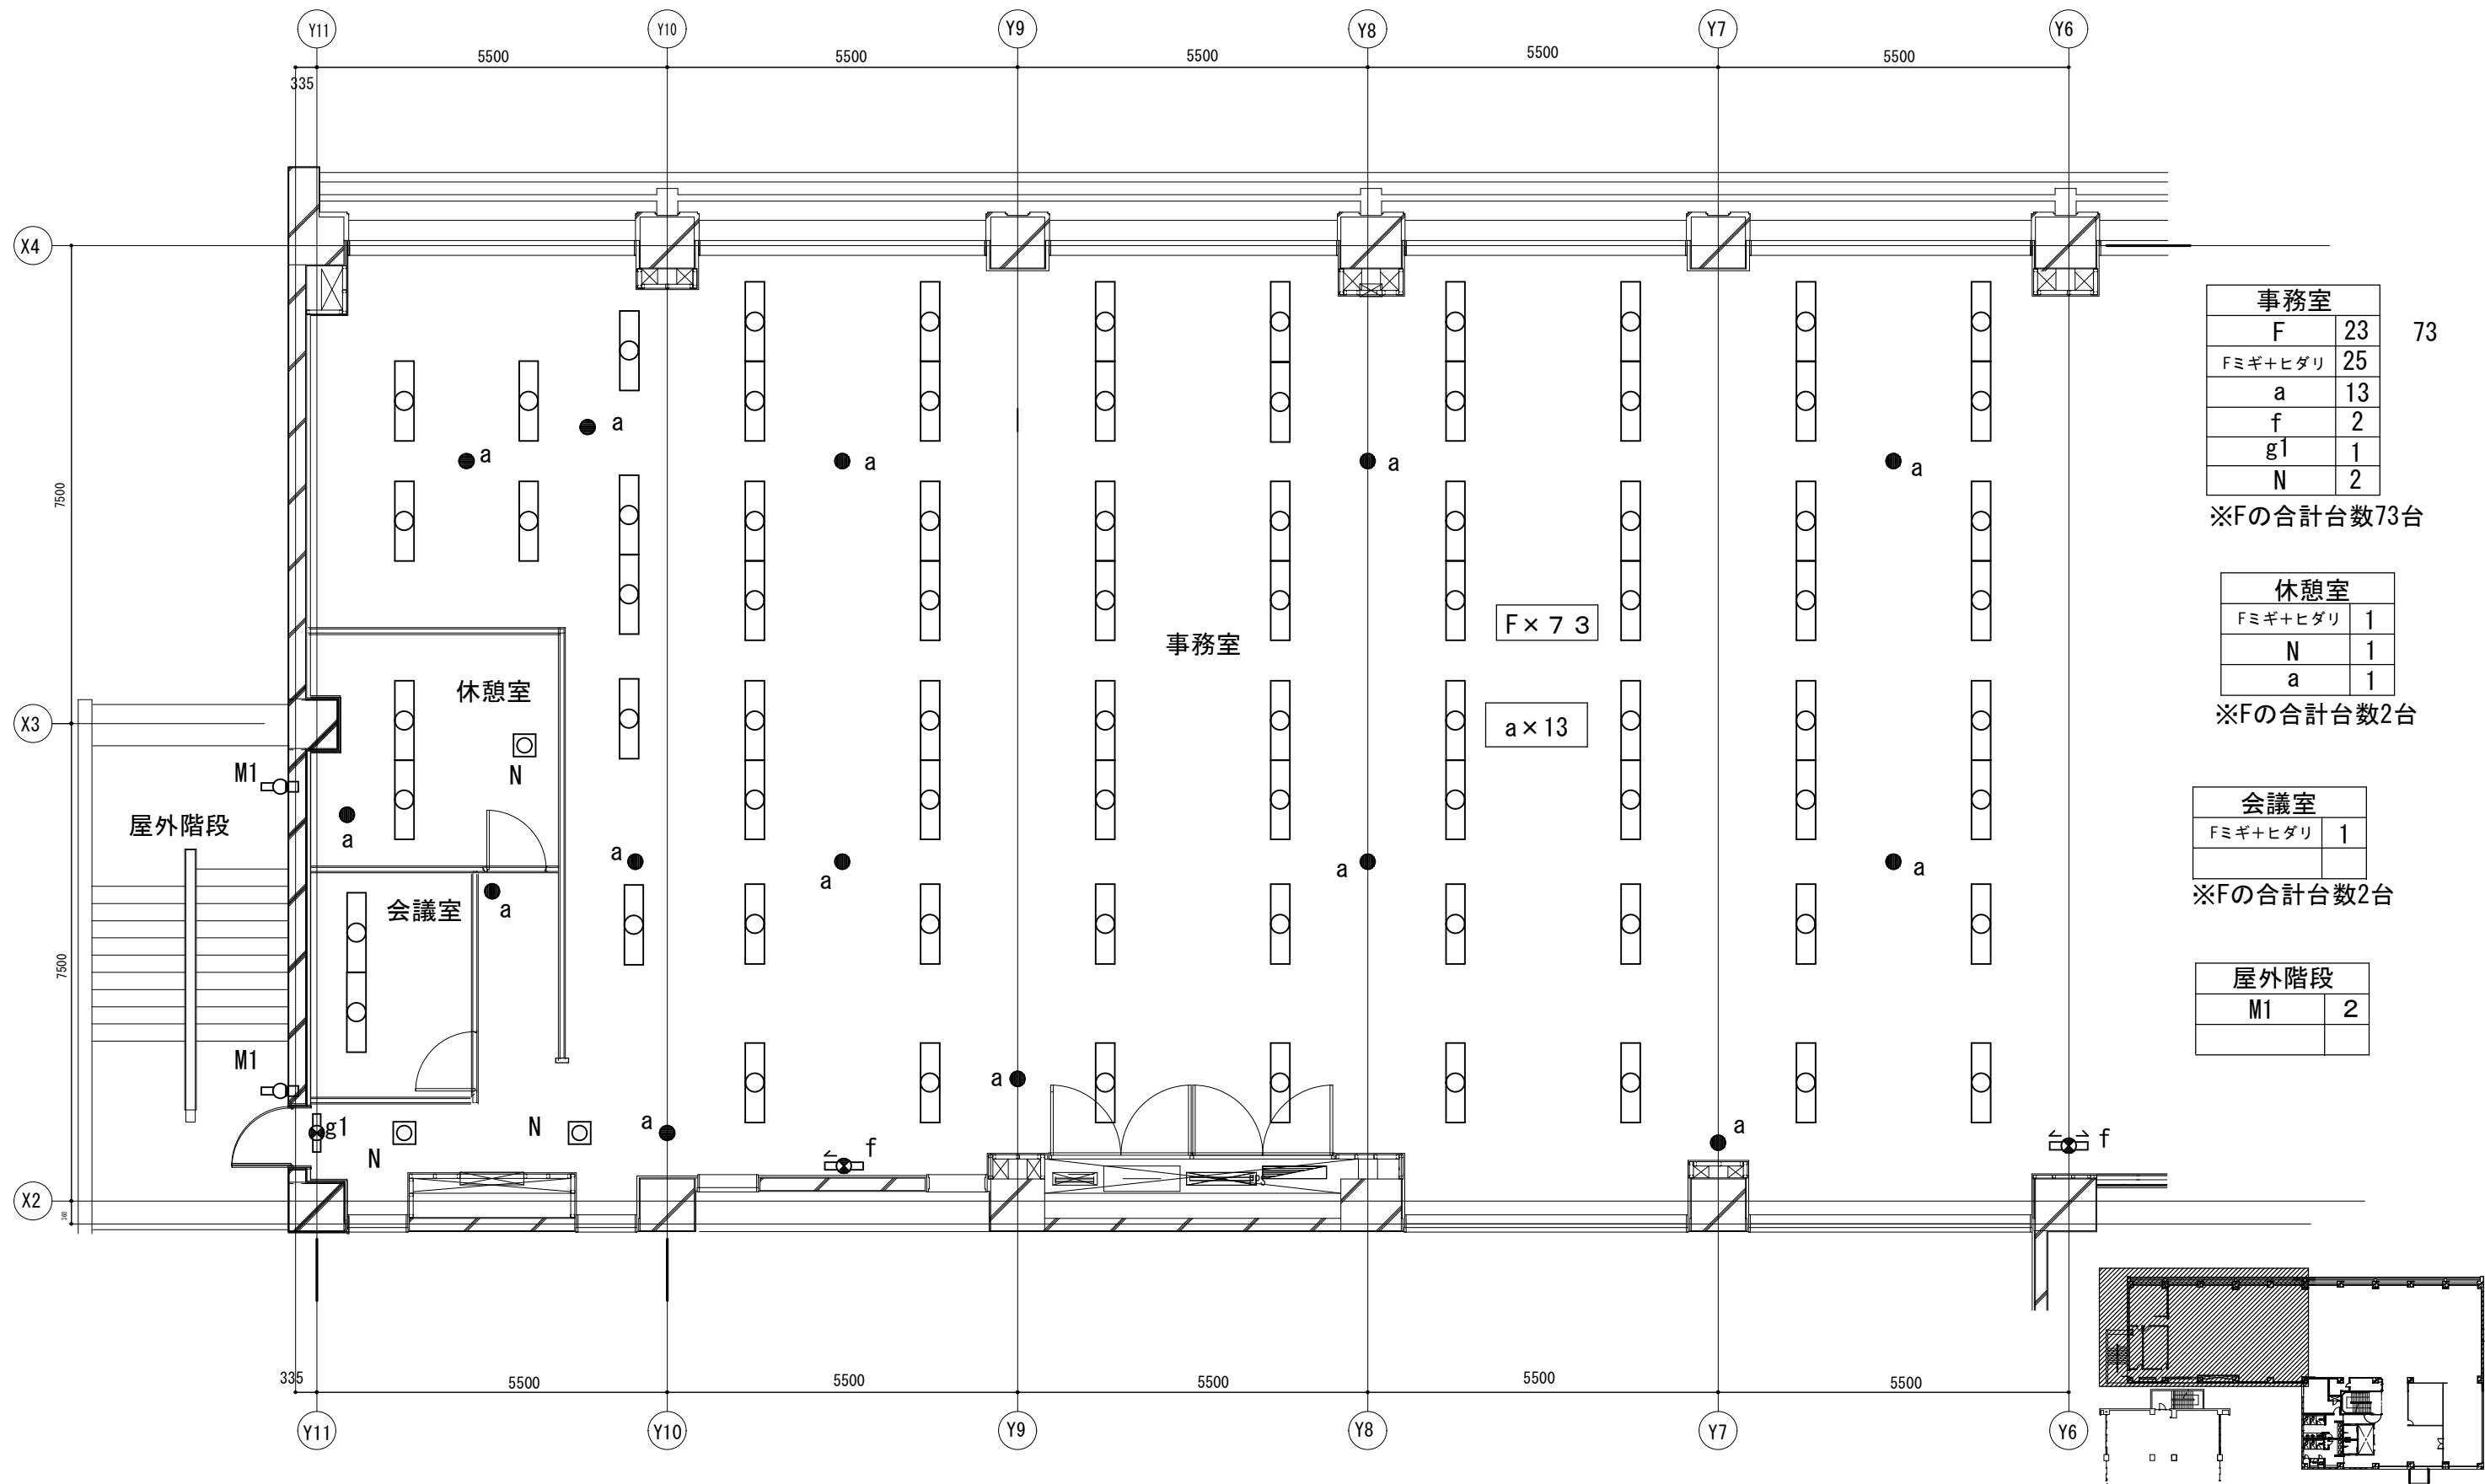 Y11 Y10 Y9 Y8 Y7 Y6
5500 5500 5500 5500 5500
335
X4
事務室
F 23 73
Fミギ+ヒダリ 25
a 13
f 2
g1 1
N 2
※Fの合計台数73台
a
a a a a
7500
F×73
事務室
休憩室
Fミギ+ヒダリ 1
N 1
a 1
※Fの合計台数2台
休憩室
X3
a×13
M1
N
屋外階段
a
会議室
Fミギ+ヒダリ 1
※Fの合計台数2台
a a a a
会議室
a
7500
屋外階段
M1 2
M1
a
g1
N
N
a
f
a
f
X2
335
5500 5500 5500 5500 5500
Y11 Y10 Y9 Y8 Y7 Y6